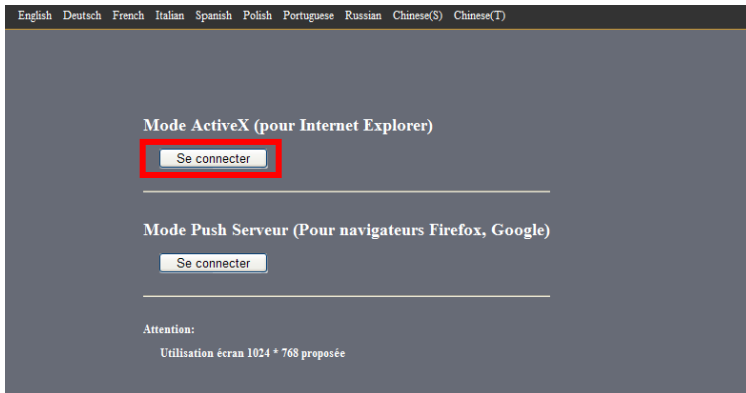 English Deutsch French Italian Spanish Polish Portuguese Russian Chinese(S) Chinese(T)
Mode ActiveX (pour Internet Explorer)
Se connecter
Mode Push Serveur (Pour navigateurs Firefox, Google)
Se connecter
Attention:
Utilisation écran 1024 * 768 proposée